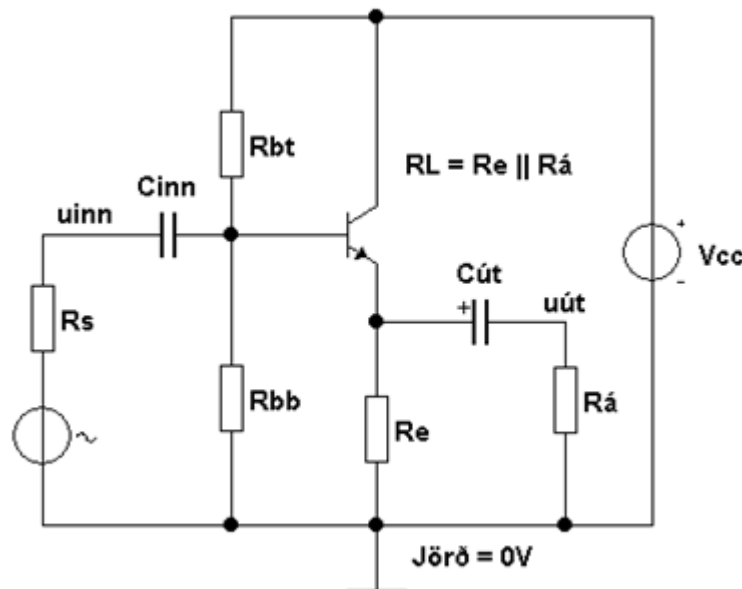 Rbt
RL = Re || Rá
Cinn
uinn
+
Vcc
-
Cút
+
uút
Rs
Rbb
Re
Rá
Jörð = 0V